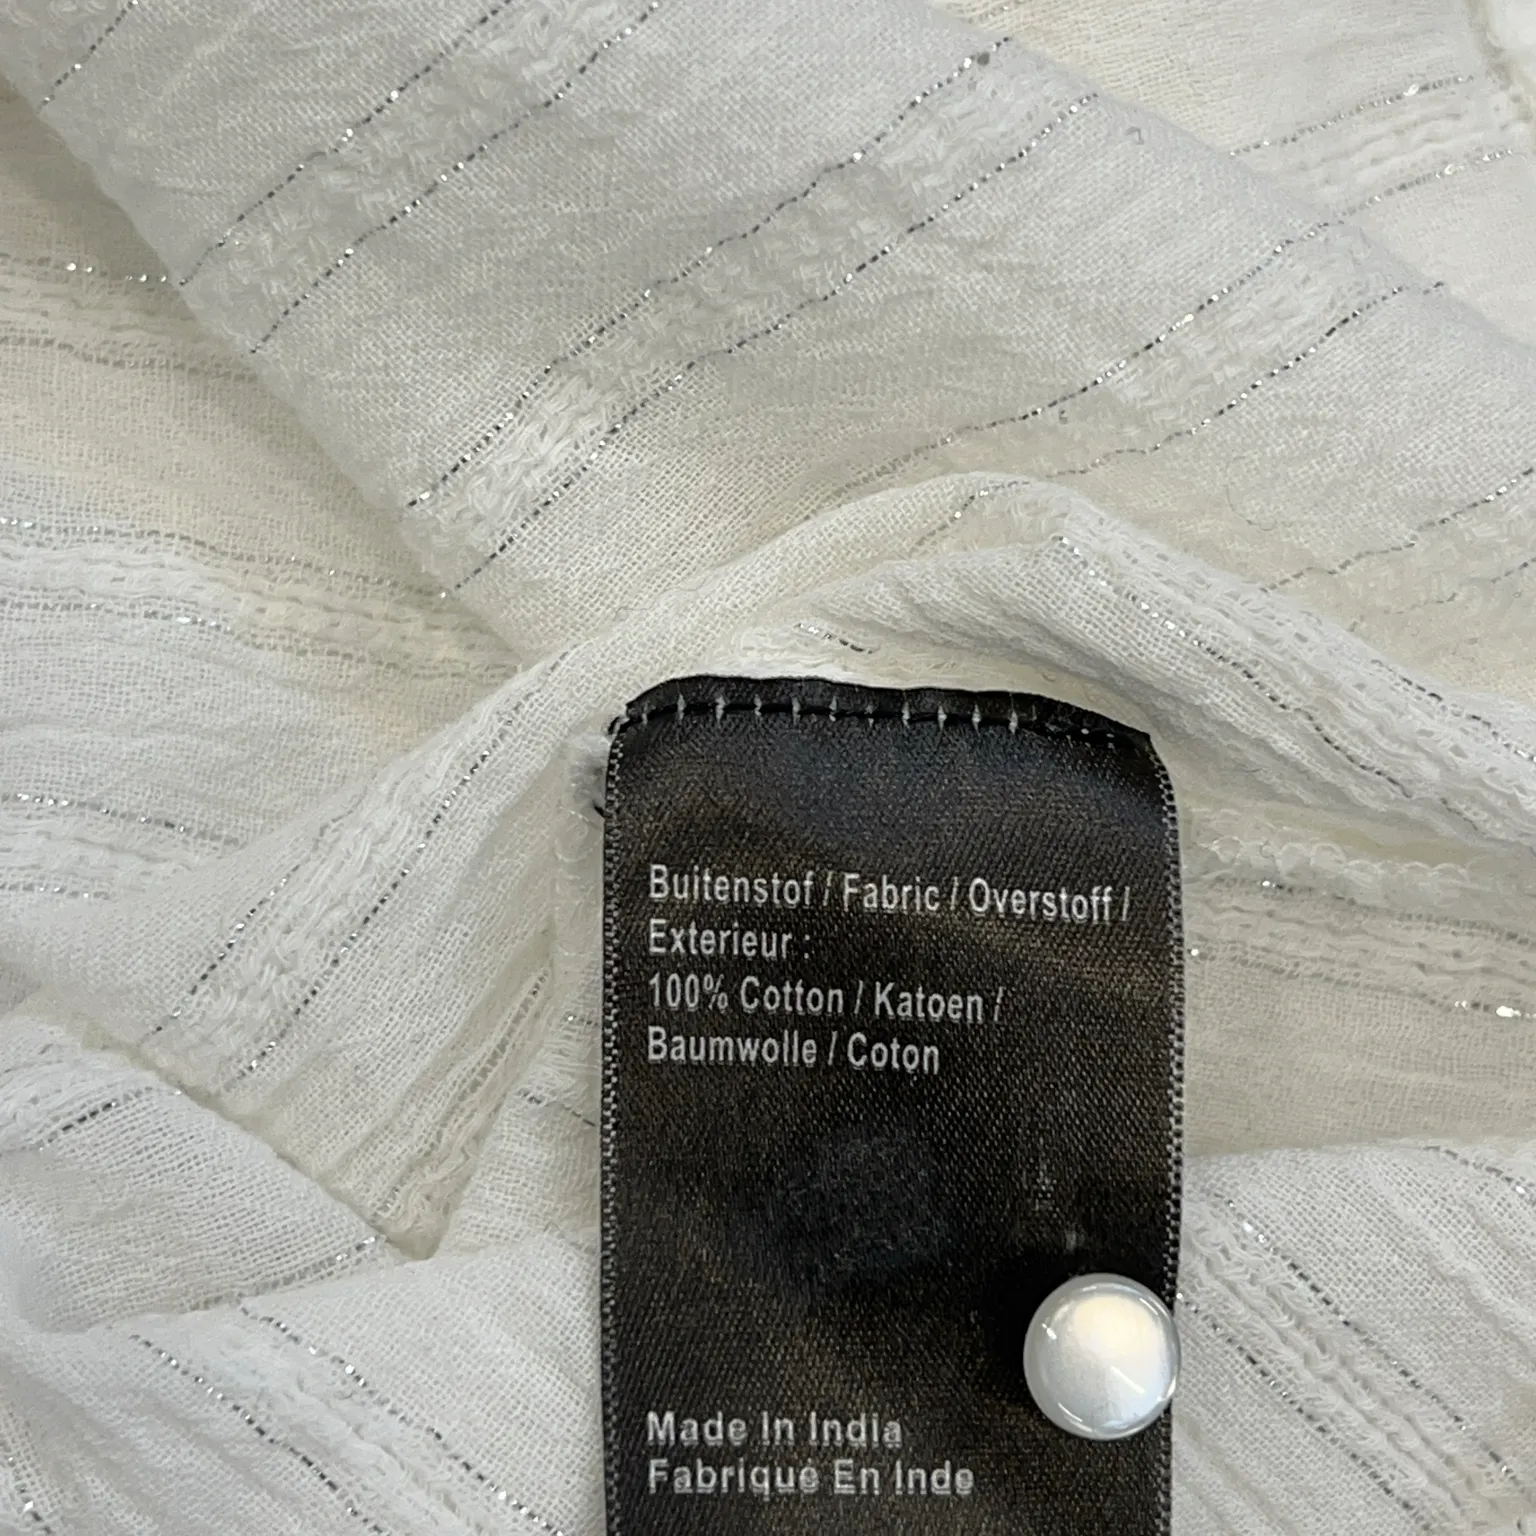 Buitenstof / Fabric / Overstoff /
Exterieur :
100% Cotton / Katoen /
Baumwolle / Coton
Made In India
Fabriqué En Inde